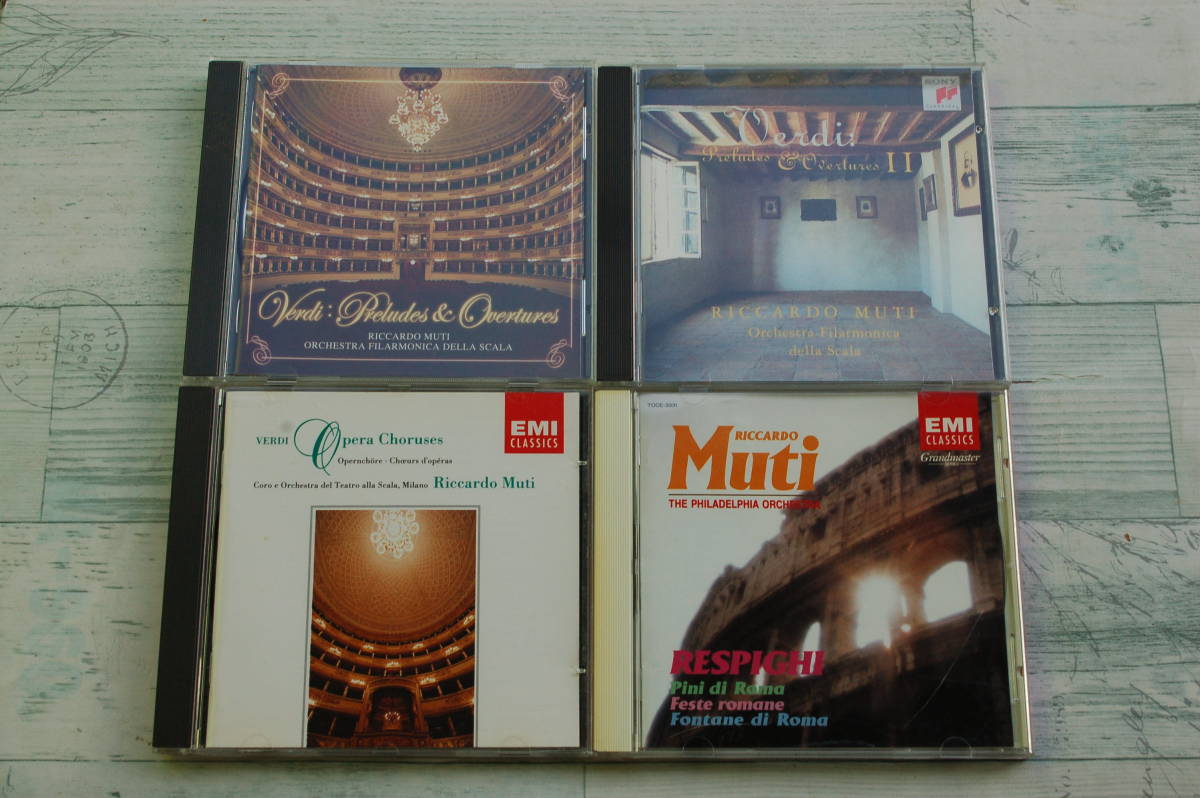 Verdi: Preludes & Overtures
RICCARDO MUTI
ORCHESTRA FILARMONICA DELLA SCALA
SONY
CLASSICAL
Verdi:
Preludes & Overtures II
RICCARDO MUTI
Orchestra Filarmonica
della Scala
EMI
CLASSICS
VERDI Opera Choruses
Opernchöre · Chœurs d'opéras
Coro e Orchestra del Teatro alla Scala, Milano Riccardo Muti
EMI
CLASSICS
Grandmaster
RICCARDO
Muti
THE PHILADELPHIA ORCHESTRA
RESPIGHI
Pini di Roma
Feste romane
Fontane di Roma